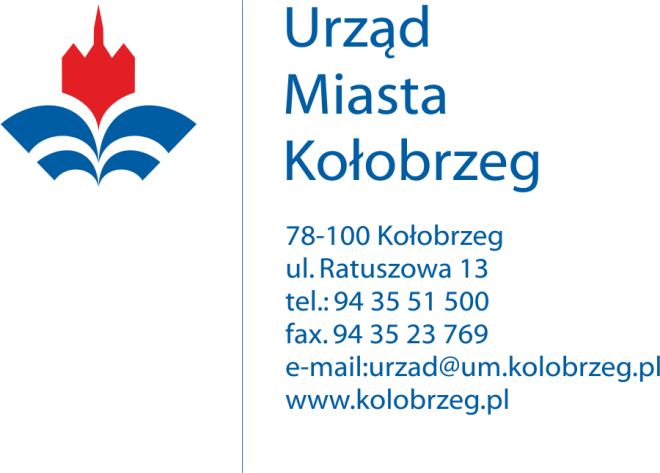 Urząd
Miasta
Kołobrzeg
78-100 Kołobrzeg
ul. Ratuszowa 13
tel.: 94 35 51 500
fax. 94 35 23 769
e-mail:urzad@um.kolobrzeg.pl
www.kolobrzeg.pl